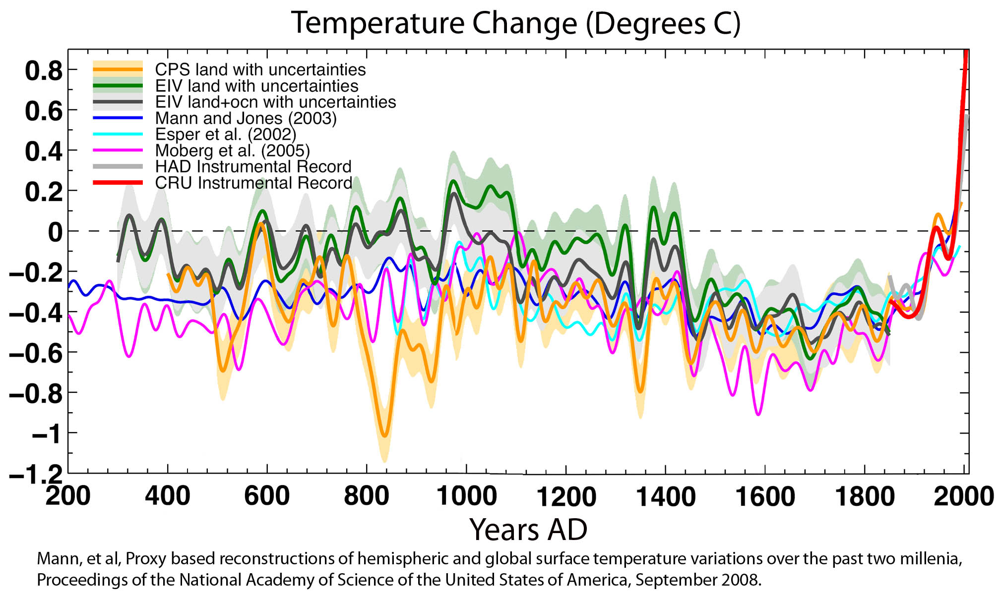 Temperature Change (Degrees C)
0.8
0.6
0.4
0.2
0
−0.2
−0.4
−0.6
−0.8
−1
−1.2
CPS land with uncertainties
EIV land with uncertainties
EIV land+ocn with uncertainties
Mann and Jones (2003)
Esper et al. (2002)
Moberg et al. (2005)
HAD Instrumental Record
CRU Instrumental Record
200 400 600 800 1000 1200 1400 1600 1800 2000
Years AD
Mann, et al, Proxy based reconstructions of hemispheric and global surface temperature variations over the past two millenia,
Proceedings of the National Academy of Science of the United States of America, September 2008.